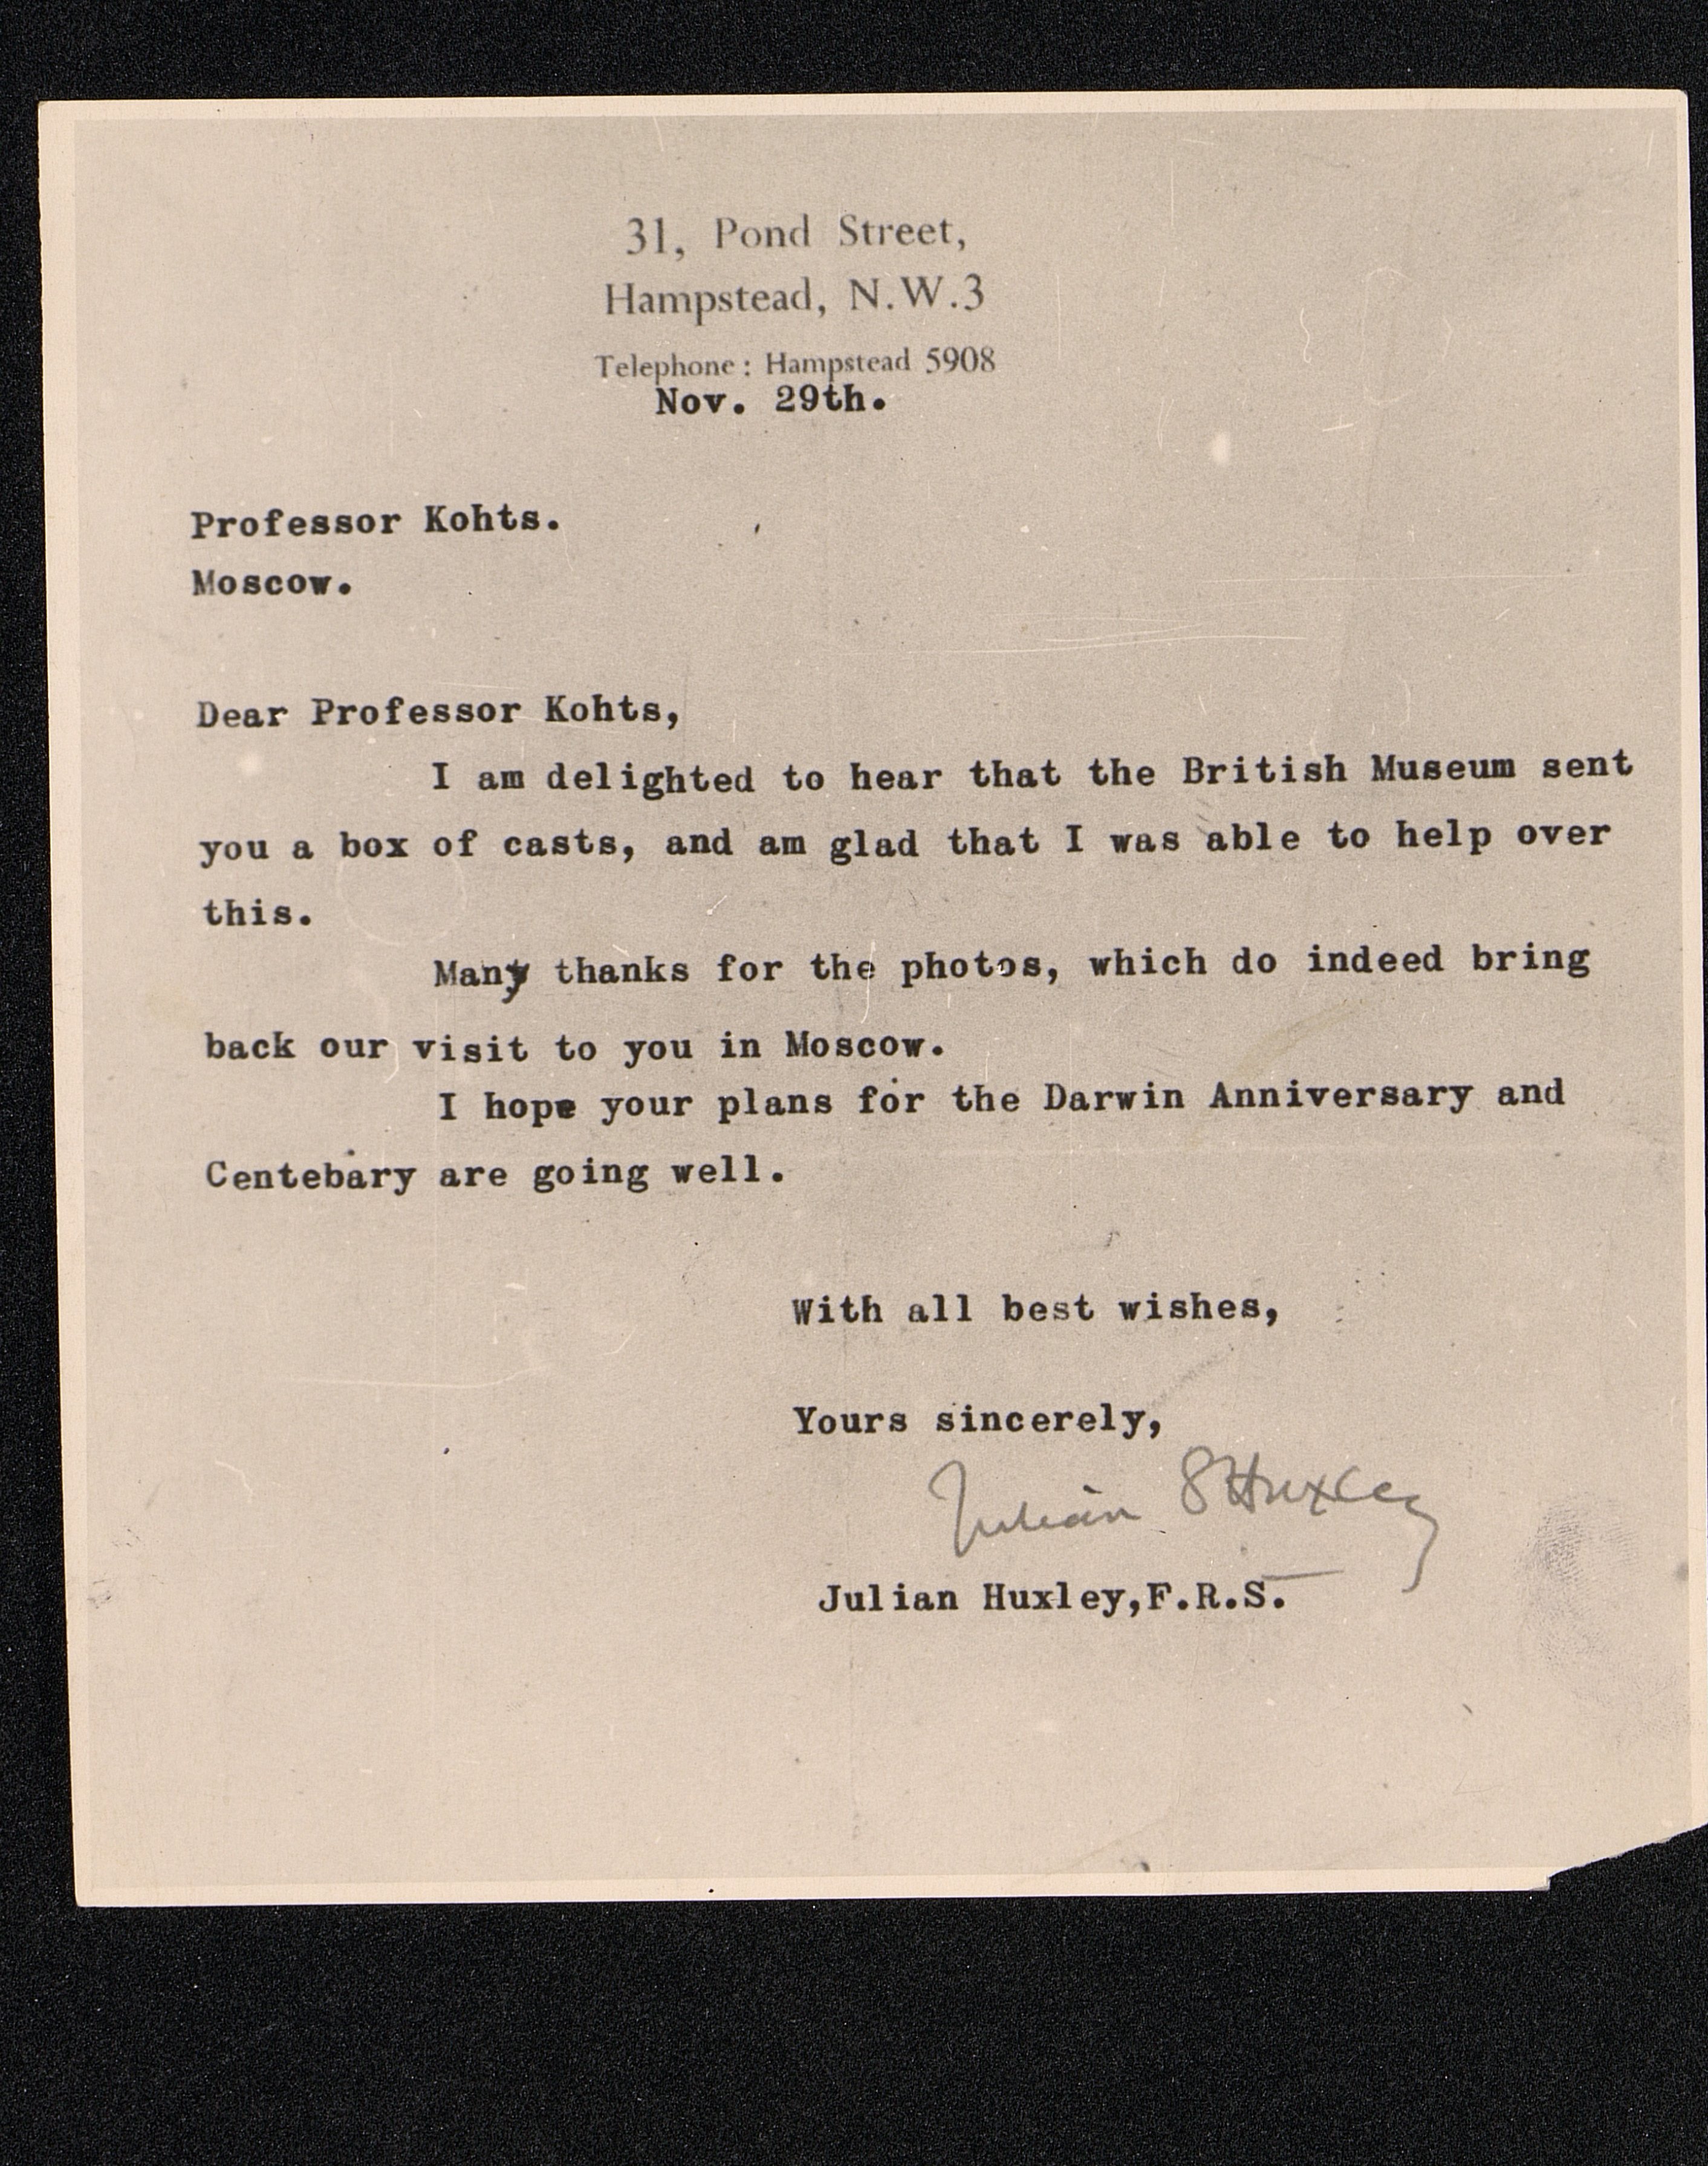 31, Pond Street,
Hampstead, N.W.3
Telephone: Hampstead 5908
Nov. 29th.
Professor Kohts.
Moscow.
Dear Professor Kohts,
I am delighted to hear that the British Museum sent
you a box of casts, and am glad that I was able to help over
this.
Many thanks for the photos, which do indeed bring
back our visit to you in Moscow.
I hope your plans for the Darwin Anniversary and
Centebary are going well.
With all best wishes,
Yours sincerely,
Julian S Huxley
Julian Huxley,F.R.S.